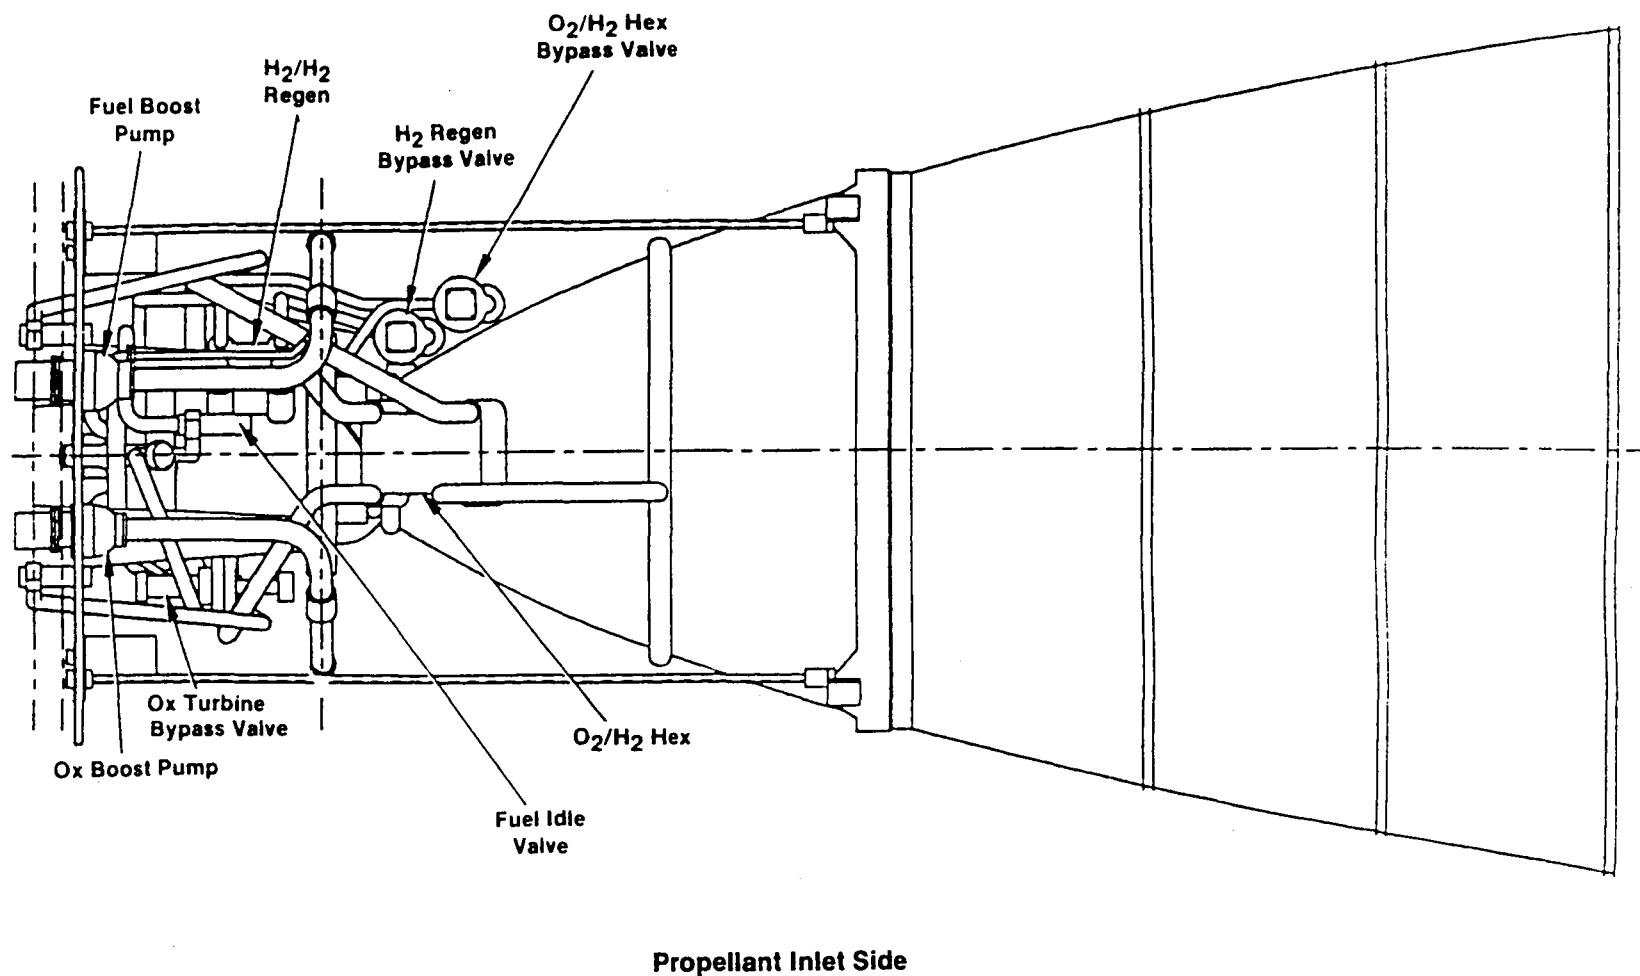 O2/H2 Hex
Bypass Valve
H2/H2
Regen
Fuel Boost
Pump
H2 Regen
Bypass Valve
Ox Turbine
Bypass Valve
Ox Boost Pump
O2/H2 Hex
Fuel Idle
Valve
Propellant Inlet Side